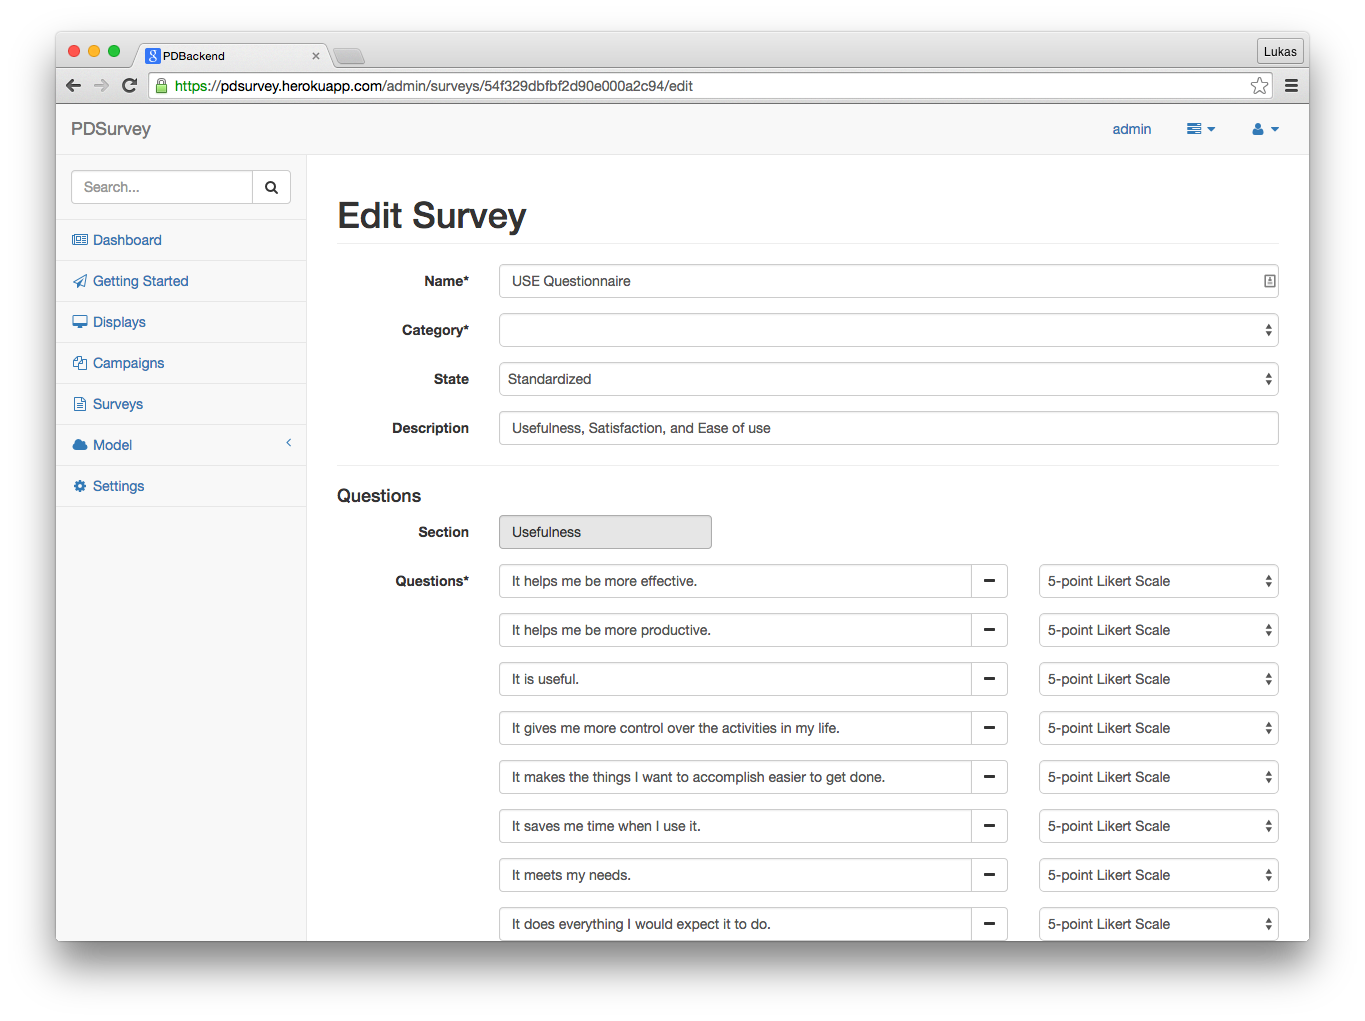 PDBackend
Lukas
https://pdsurvey.herokuapp.com/admin/surveys/54f329dbfbf2d90e000a2c94/edit
PDSurvey
admin
Search...
Dashboard
Getting Started
Displays
Campaigns
Surveys
Model
Settings
Edit Survey
Name* USE Questionnaire
Category*
State Standardized
Description Usefulness, Satisfaction, and Ease of use
Questions
Section Usefulness
Questions* It helps me be more effective. 5-point Likert Scale
It helps me be more productive. 5-point Likert Scale
It is useful. 5-point Likert Scale
It gives me more control over the activities in my life. 5-point Likert Scale
It makes the things I want to accomplish easier to get done. 5-point Likert Scale
It saves me time when I use it. 5-point Likert Scale
It meets my needs. 5-point Likert Scale
It does everything I would expect it to do. 5-point Likert Scale